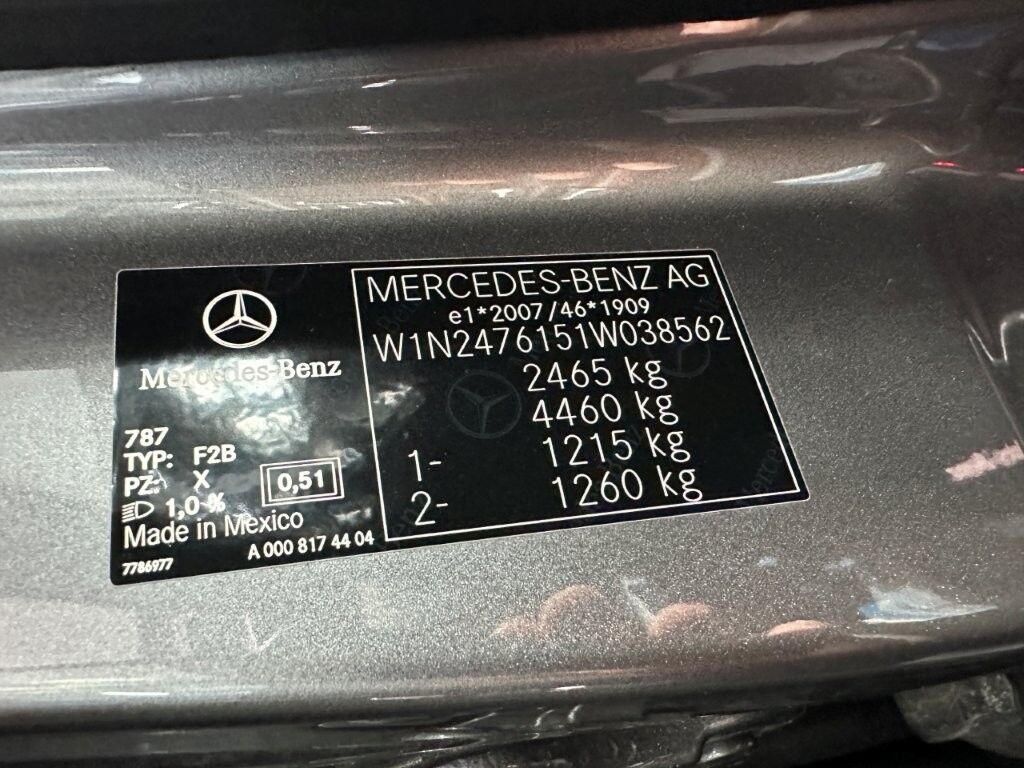 Mercedes-Benz
787
TYP: F2B
PZ: X
0,51
1,0 %
Made in Mexico
A 000 817 44 04
7786977
MERCEDES-BENZ AG
e1*2007/46*1909
W1N2476151W038562
2465 kg
4460 kg
1- 1215 kg
2- 1260 kg